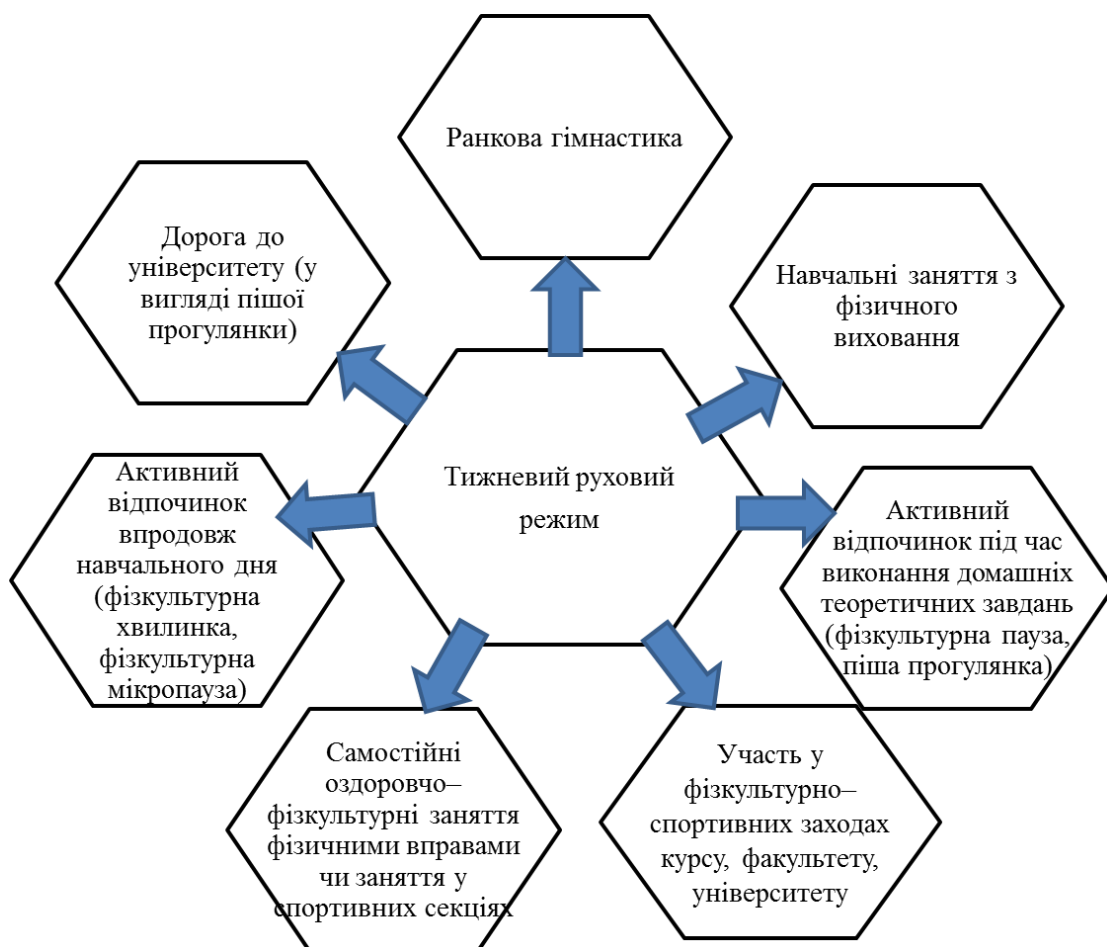 Ранкова гімнастика
Дорога до
університету (у
вигляді пішої
прогулянки)
Навчальні заняття з
фізичного
виховання
Тижневий руховий
режим
Активний
відпочинок
впродовж
навчального дня
(фізкультурна
хвилинка,
фізкультурна
мікропауза)
Активний
відпочинок під час
виконання домашніх
теоретичних завдань
(фізкультурна пауза,
піша прогулянка)
Самостійні
оздоровчо–
фізкультурні заняття
фізичними вправами
чи заняття у
спортивних секціях
Участь у
фізкультурно–
спортивних заходах
курсу, факультету,
університету